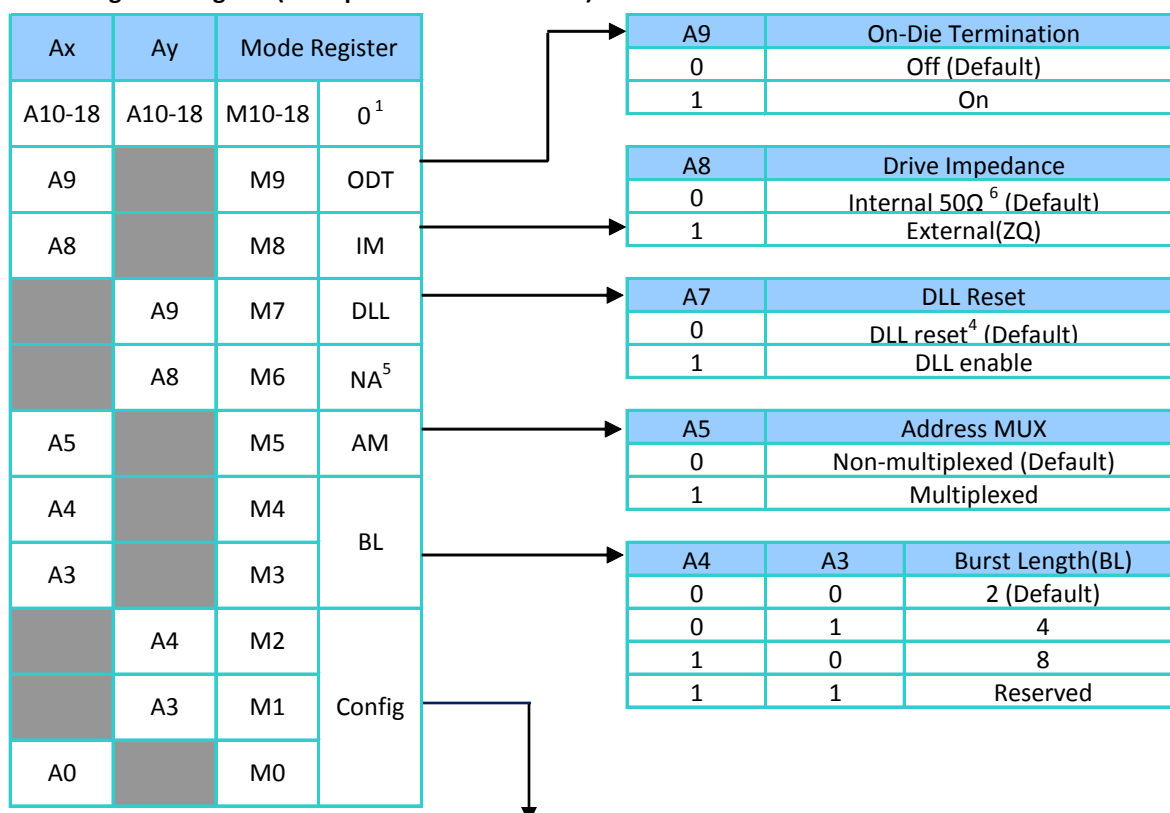 Ax Ay Mode Register
A10-18 A10-18 M10-18 0¹
A9 M9 ODT
A8 M8 IM
A9 M7 DLL
A8 M6 NA⁵
A5 M5 AM
A4 M4
BL
A3 M3
A4 M2
A3 M1 Config
A0 M0
A9 On-Die Termination
0 Off (Default)
1 On
A8 Drive Impedance
0 Internal 50Ω ⁶ (Default)
1 External(ZQ)
A7 DLL Reset
0 DLL reset⁴ (Default)
1 DLL enable
A5 Address MUX
0 Non-multiplexed (Default)
1 Multiplexed
A4 A3 Burst Length(BL)
0 0 2 (Default)
0 1 4
1 0 8
1 1 Reserved